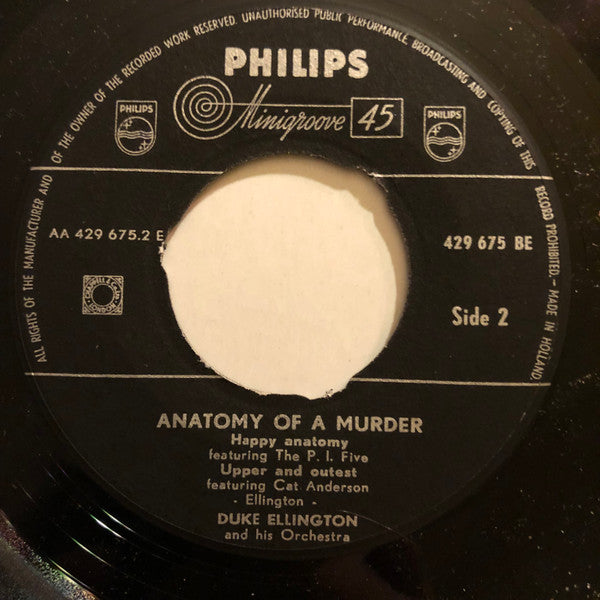 ALL RIGHTS OF THE MANUFACTURER AND OF THE OWNER OF THE RECORDED WORK RESERVED. UNAUTHORISED PUBLIC PERFORMANCE, BROADCASTING AND COPYING OF THIS RECORD PROHIBITED.- MADE IN HOLLAND.
PHILIPS
Minigroove 45
PHILIPS
PHILIPS
AA 429 675.2 E
429 675 BE
Side 2
ANATOMY OF A MURDER
Happy anatomy
featuring The P. I. Five
Upper and outest
featuring Cat Anderson
- Ellington -
DUKE ELLINGTON
and his Orchestra